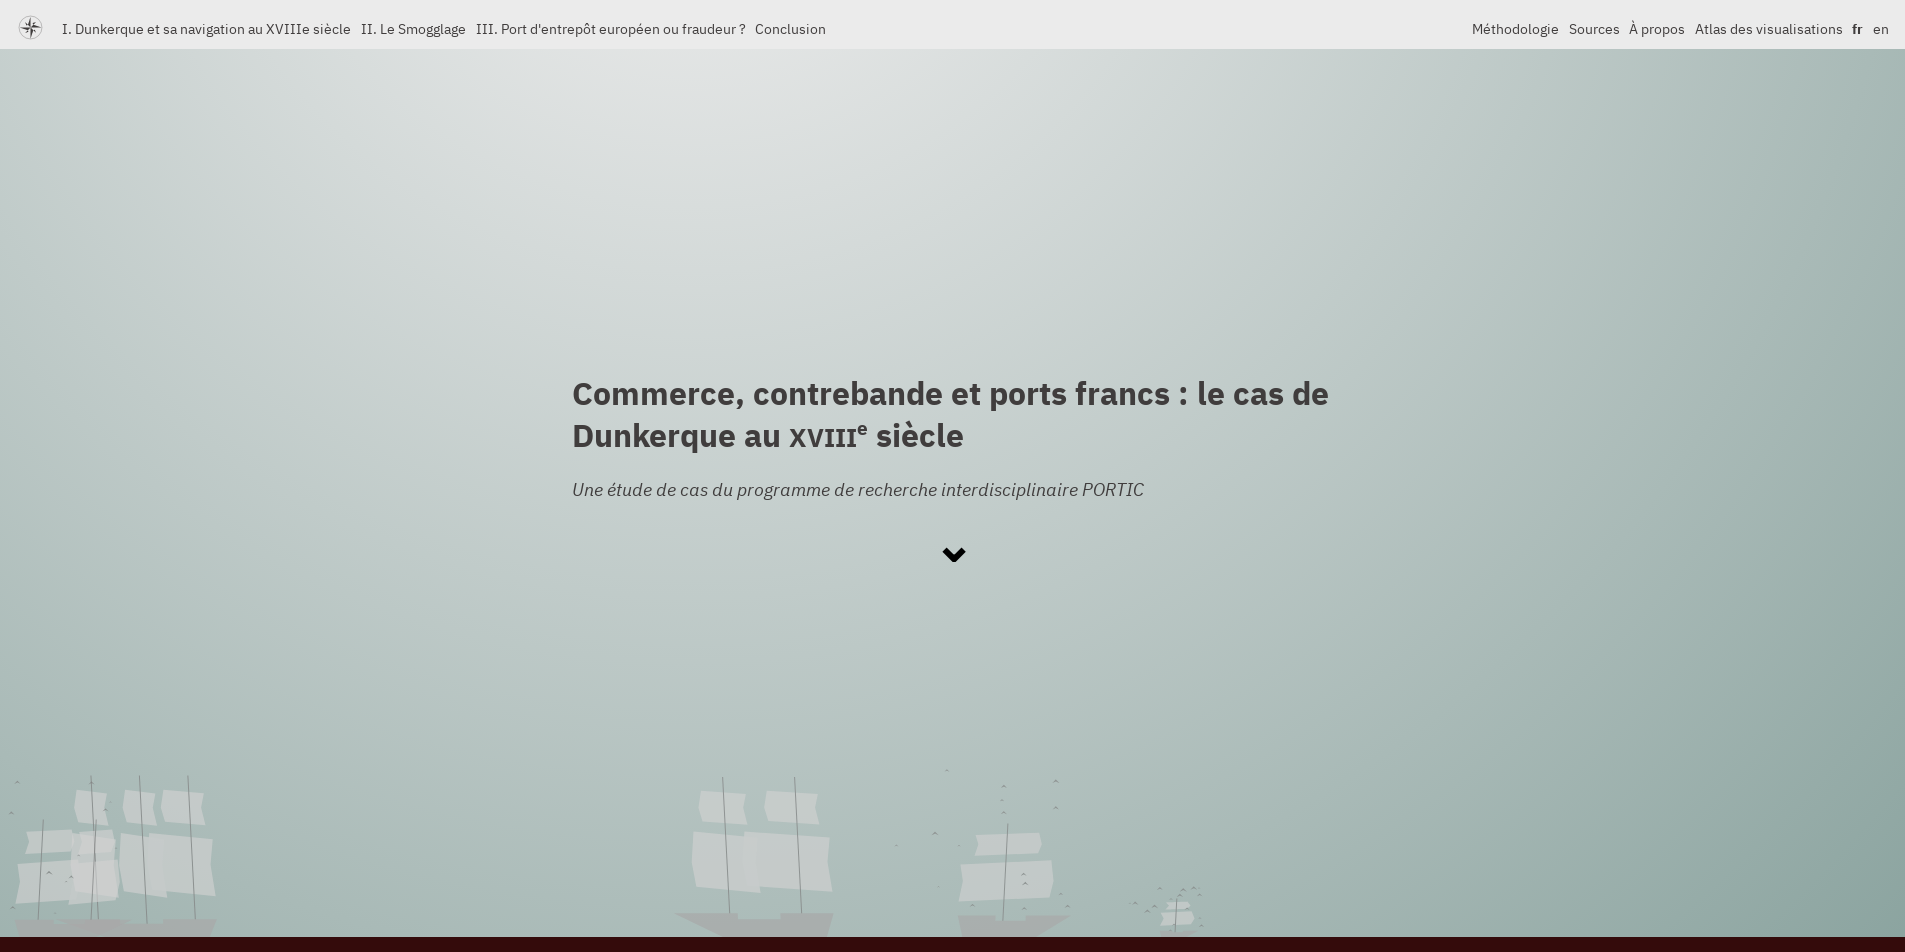 I. Dunkerque et sa navigation au XVIIIe siècle II. Le Smogglage III. Port d'entrepôt européen ou fraudeur ? Conclusion Méthodologie Sources À propos Atlas des visualisations fr en
Commerce, contrebande et ports francs : le cas de
Dunkerque au XVIIIe siècle
Une étude de cas du programme de recherche interdisciplinaire PORTIC